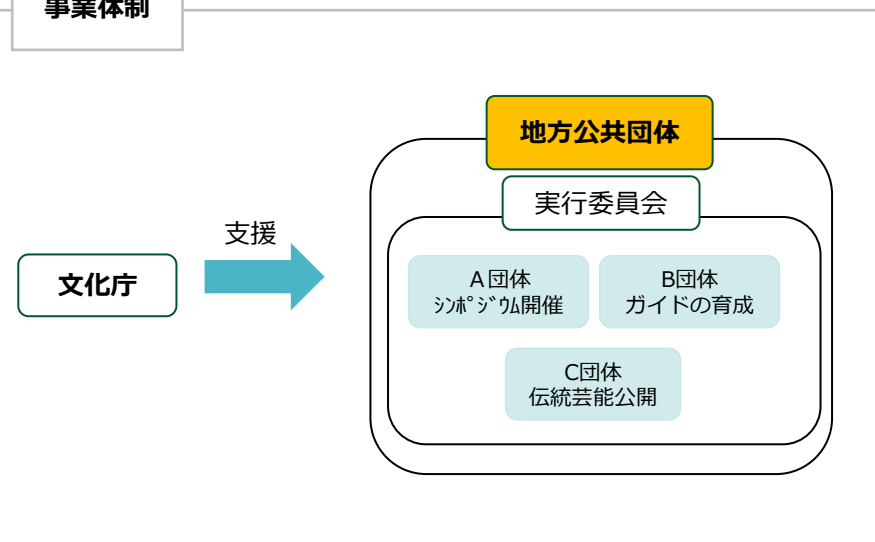 事業体制
地方公共団体
実行委員会
支援
文化庁
A団体
ｼﾝﾎﾟｼﾞｳﾑ開催
B団体
ガイドの育成
C団体
伝統芸能公開